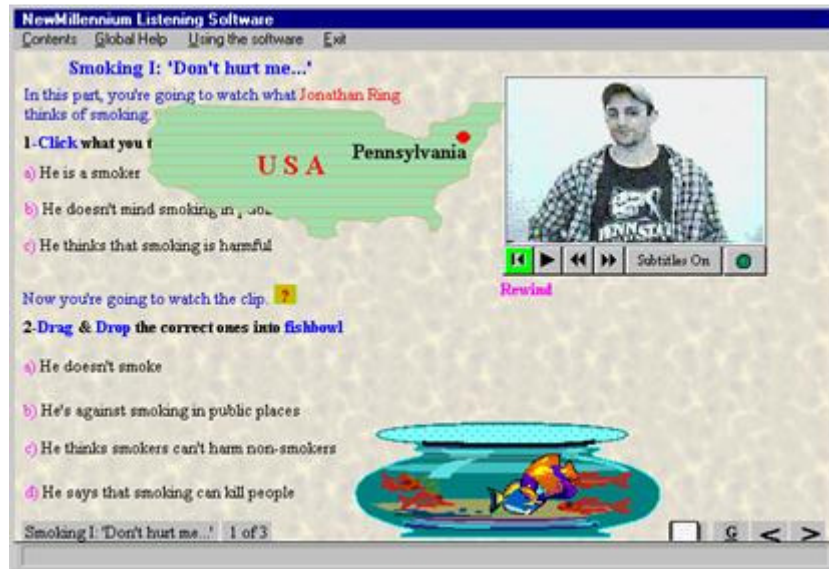 NewMillennium Listening Software
Contents Global Help Using the software Exit
Smoking I: 'Don't hurt me...'
In this part, you're going to watch what Jonathan Ring
thinks of smoking.
1-Click what you t
USA
Pennsylvania
a) He is a smoker
b) He doesn't mind smoking in
c) He thinks that smoking is harmful
Subtitles On
Rewind
Now you're going to watch the clip. ?
2-Drag & Drop the correct ones into fishbowl
a) He doesn't smoke
b) He's against smoking in public places
c) He thinks smokers can't harm non-smokers
d) He says that smoking can kill people
Smoking I: 'Don't hurt me...' 1 of 3
G < >